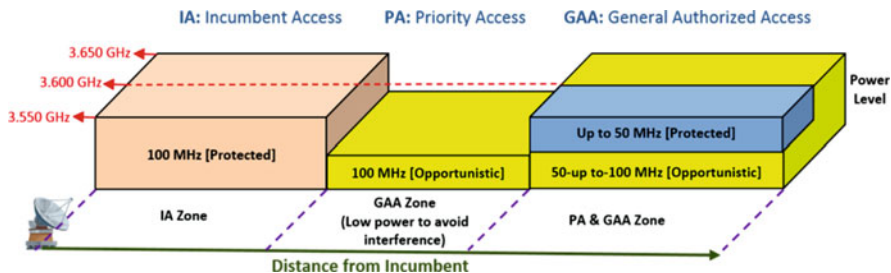 IA: Incumbent Access PA: Priority Access GAA: General Authorized Access
3.650 GHz
3.600 GHz
3.550 GHz
Power
Level
100 MHz [Protected]
100 MHz [Opportunistic]
Up to 50 MHz [Protected]
50-up to-100 MHz [Opportunistic]
IA Zone
GAA Zone
(Low power to avoid
interference)
PA & GAA Zone
Distance from Incumbent